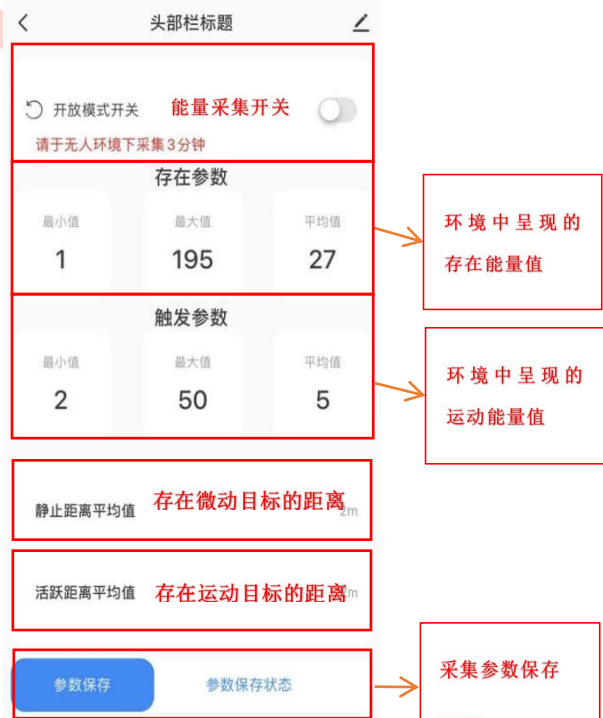 头部栏标题
开放模式开关 能量采集开关
请于无人环境下采集3分钟
存在参数
最小值 最大值 平均值
1 195 27
环境中呈现的
存在能量值
触发参数
最小值 最大值 平均值
2 50 5
环境中呈现的
运动能量值
静止距离平均值 存在微动目标的距离 2m
活跃距离平均值 存在运动目标的距离 m
参数保存 参数保存状态
采集参数保存